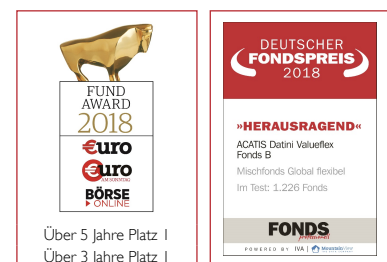 FUND
AWARD
2018
€uro
€uro
AM SONNTAG
BÖRSE
ONLINE
Über 5 Jahre Platz 1
Über 3 Jahre Platz 1
DEUTSCHER
FONDSPREIS
2018
»HERAUSRAGEND«
ACATIS Datini Valueflex
Fonds B
Mischfonds Global flexibel
Im Test: 1.226 Fonds
FONDS
professionell
POWERED BY IVA | MountainView